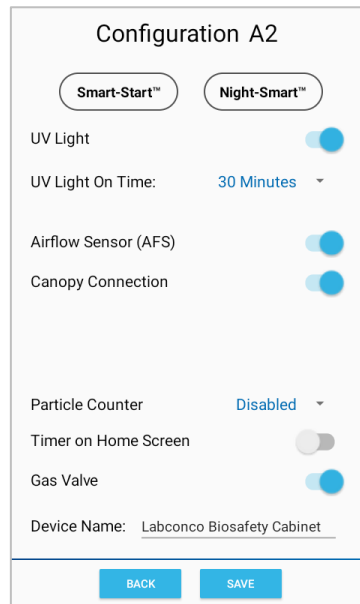 Configuration A2
Smart-Start™ Night-Smart™
UV Light
UV Light On Time: 30 Minutes
Airflow Sensor (AFS)
Canopy Connection
Particle Counter Disabled
Timer on Home Screen
Gas Valve
Device Name: Labconco Biosafety Cabinet
BACK SAVE